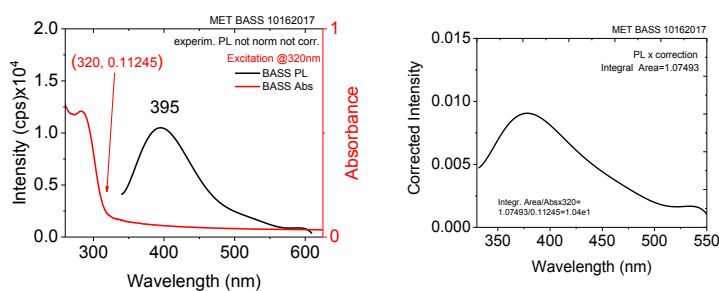 MET BASS 10162017
experim. PL not norm not corr.
Excitation @320nm
BASS PL
BASS Abs
(320, 0.11245)
395
2.0
1.5
1.0
0.5
0.0
Intensity (cps)x10⁴
1
0
Absorbance
300 400 500 600
Wavelength (nm)
MET BASS 10162017
PL x correction
Integral Area=1.07493
0.015
0.010
0.005
0.000
Corrected Intensity
Integr. Area/Absx320=
1.07493/0.11245=1.04e1
350 400 450 500 550
Wavelength (nm)